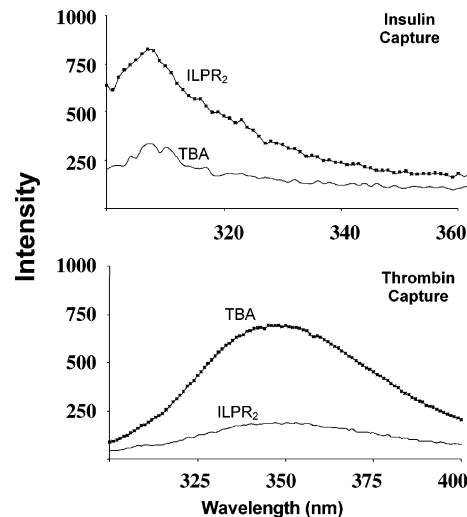 Insulin
Capture
1000
750
500
250
ILPR2
TBA
320
340
360
Intensity
Thrombin
Capture
1000
750
500
250
TBA
ILPR2
325
350
375
400
Wavelength (nm)